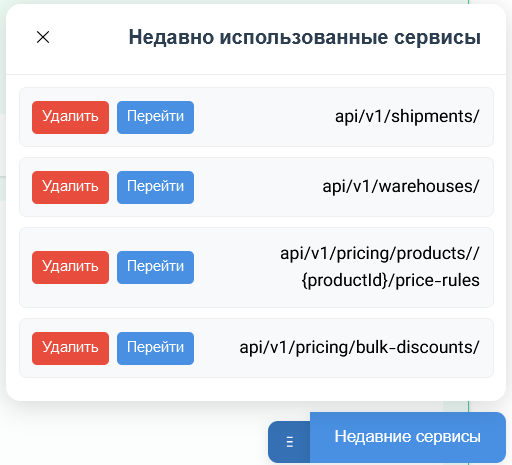 Недавно использованные сервисы
Удалить Перейти api/v1/shipments/
Удалить Перейти api/v1/warehouses/
Удалить Перейти api/v1/pricing/products//
{productId}/price-rules
Удалить Перейти api/v1/pricing/bulk-discounts/
Недавние сервисы